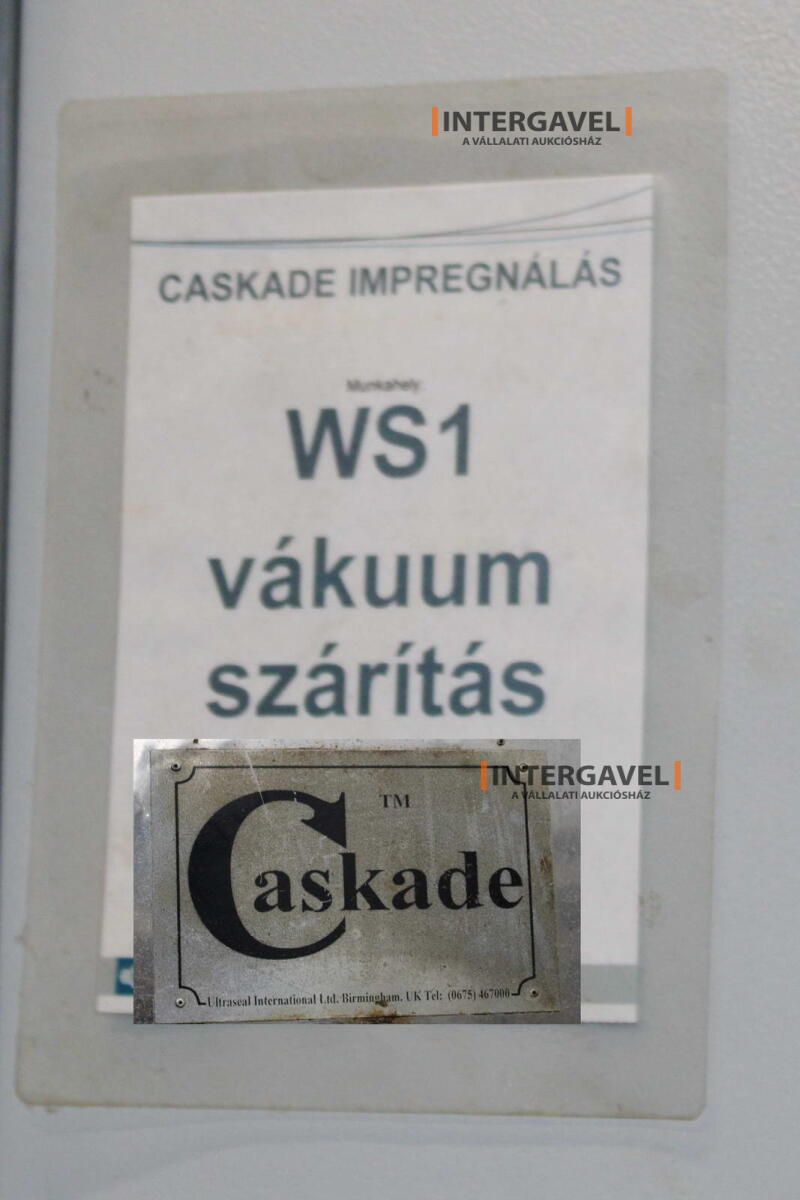 INTERGAVEL
A VÁLLALATI AUKCIÓSHÁZ
CASKADE IMPREGNÁLÁS
Munkahely:
WS1
vákuum
szárítás
INTERGAVEL
A VÁLLALATI AUKCIÓSHÁZ
TM
Caskade
Ultraseal International Ltd. Birmingham. UK Tel: (0675) 467000